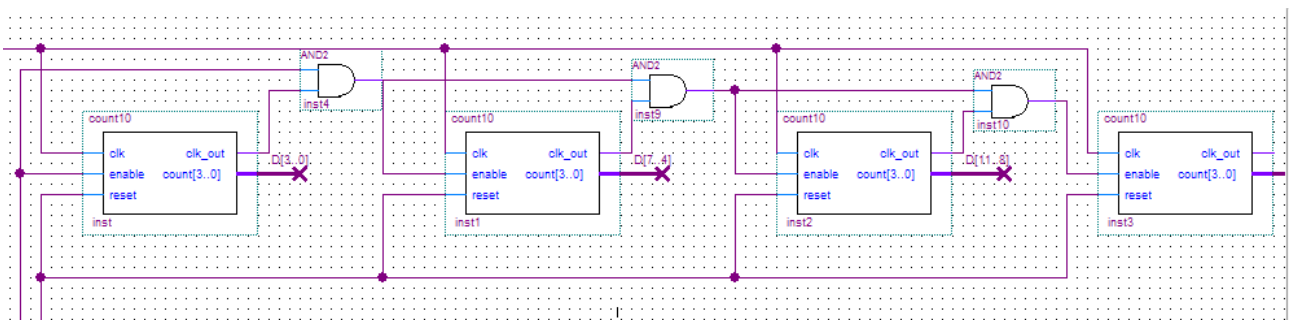 AND2
inst4
AND2
inst9
AND2
inst10
count10
clk clk_out
enable count[3..0]
reset
inst
D[3..0]
count10
clk clk_out
enable count[3..0]
reset
inst1
D[7..4]
count10
clk clk_out
enable count[3..0]
reset
inst2
D[11..8]
count10
clk clk_out
enable count[3..0]
reset
inst3